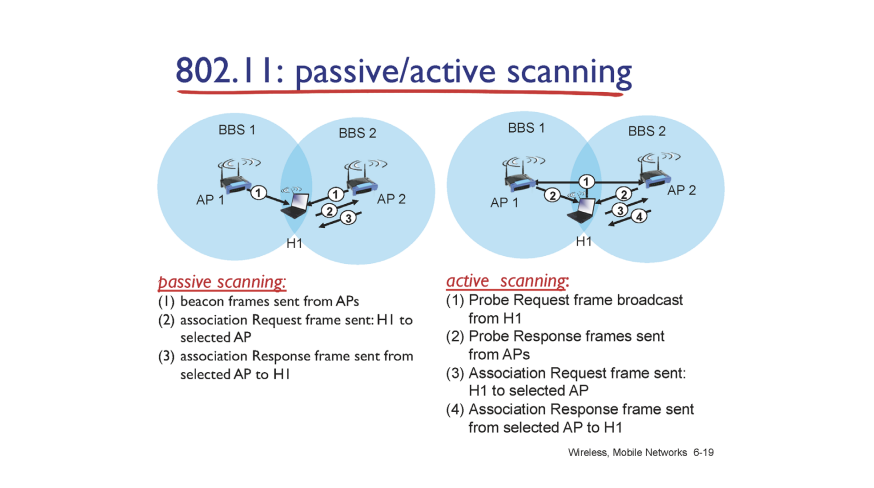 802.11: passive/active scanning
BBS 1
BBS 2
AP 1
1
1
2
3
AP 2
H1
BBS 1
BBS 2
AP 1
1
2
2
3
4
AP 2
H1
passive scanning:
(1) beacon frames sent from APs
(2) association Request frame sent: H1 to
selected AP
(3) association Response frame sent from
selected AP to H1
active scanning:
(1) Probe Request frame broadcast
from H1
(2) Probe Response frames sent
from APs
(3) Association Request frame sent:
H1 to selected AP
(4) Association Response frame sent
from selected AP to H1
Wireless, Mobile Networks 6-19